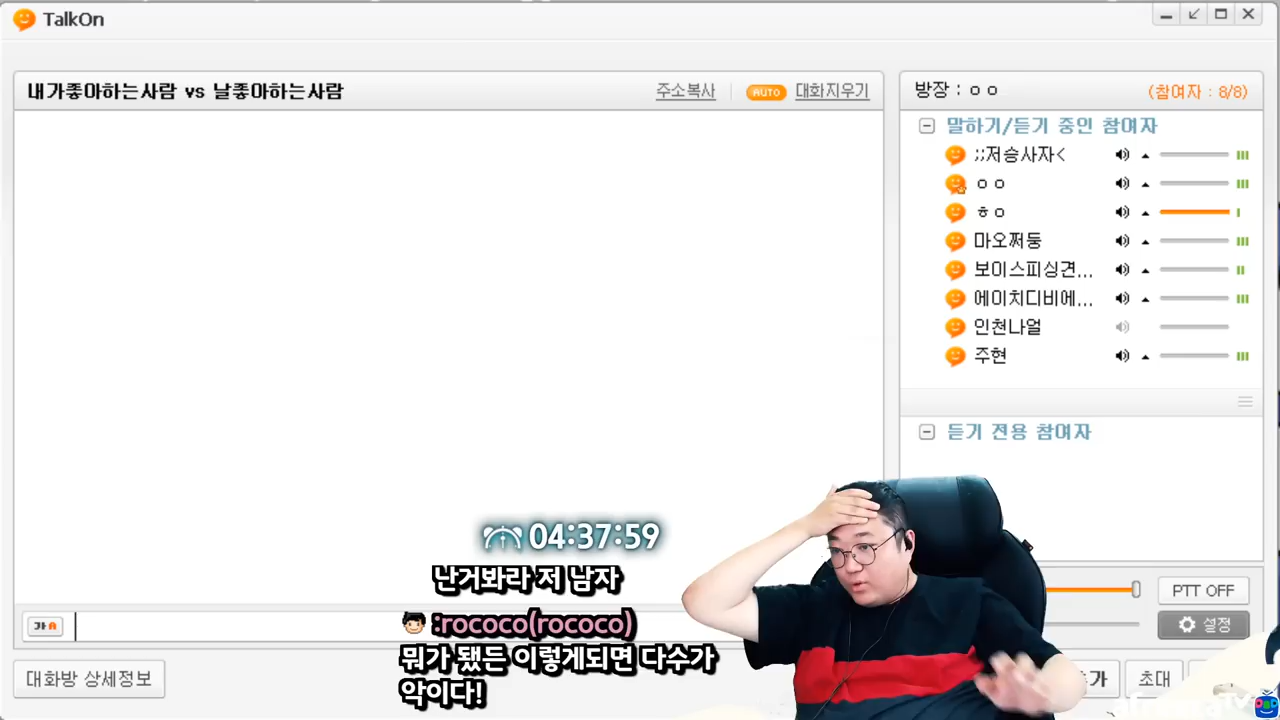 TalkOn
내가좋아하는사람 vs 날좋아하는사람
주소복사
AUTO
대화지우기
방장 : ㅇㅇ
(참여자 : 8/8)
말하기/듣기 중인 참여자
;;저승사자<
ㅇㅇ
ㅎㅇ
마오쩌둥
보이스피싱견...
에이치디비에...
인천나얼
주현
듣기 전용 참여자
04:37:59
난거봐라 저 남자
:rococo(rococo)
뭐가 됐든 이렇게되면 다수가
악이다!
가A
PTT OFF
설정
대화방 상세정보
가
초대